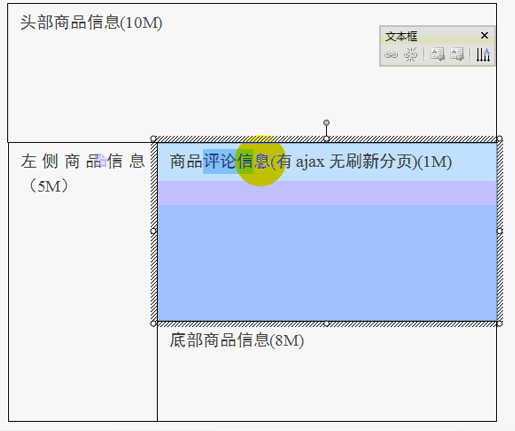 头部商品信息(10M)
文本框
左侧商品信息
（5M）
商品评论信息(有 ajax 无刷新分页)(1M)
底部商品信息(8M)